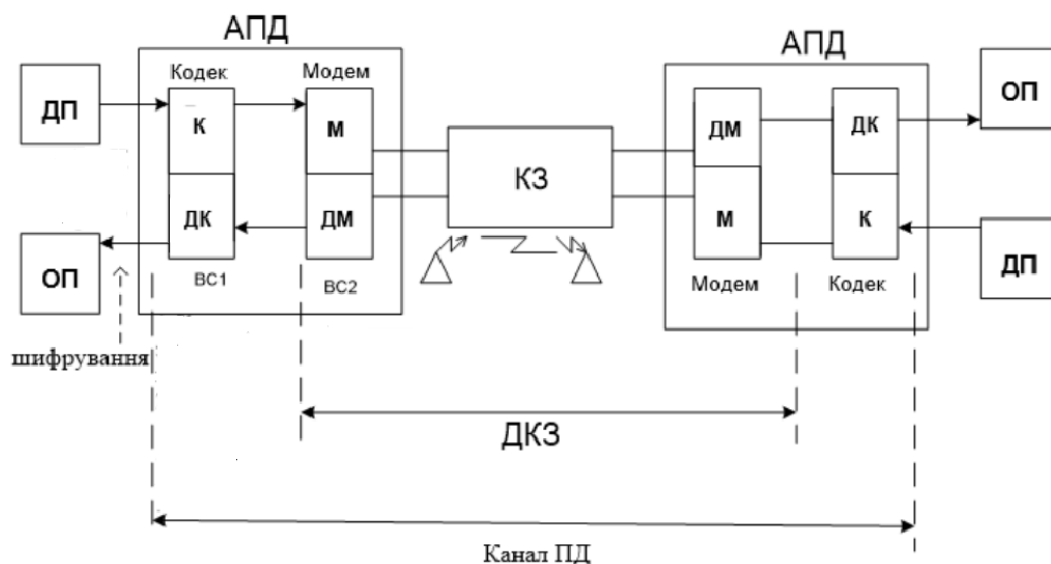 АПД
АПД
Кодек
Модем
ДП
К
М
ДМ
ДК
ОП
КЗ
ОП
ДК
ДМ
М
К
ДП
ВС1
ВС2
Модем
Кодек
шифрування
ДКЗ
Канал ПД